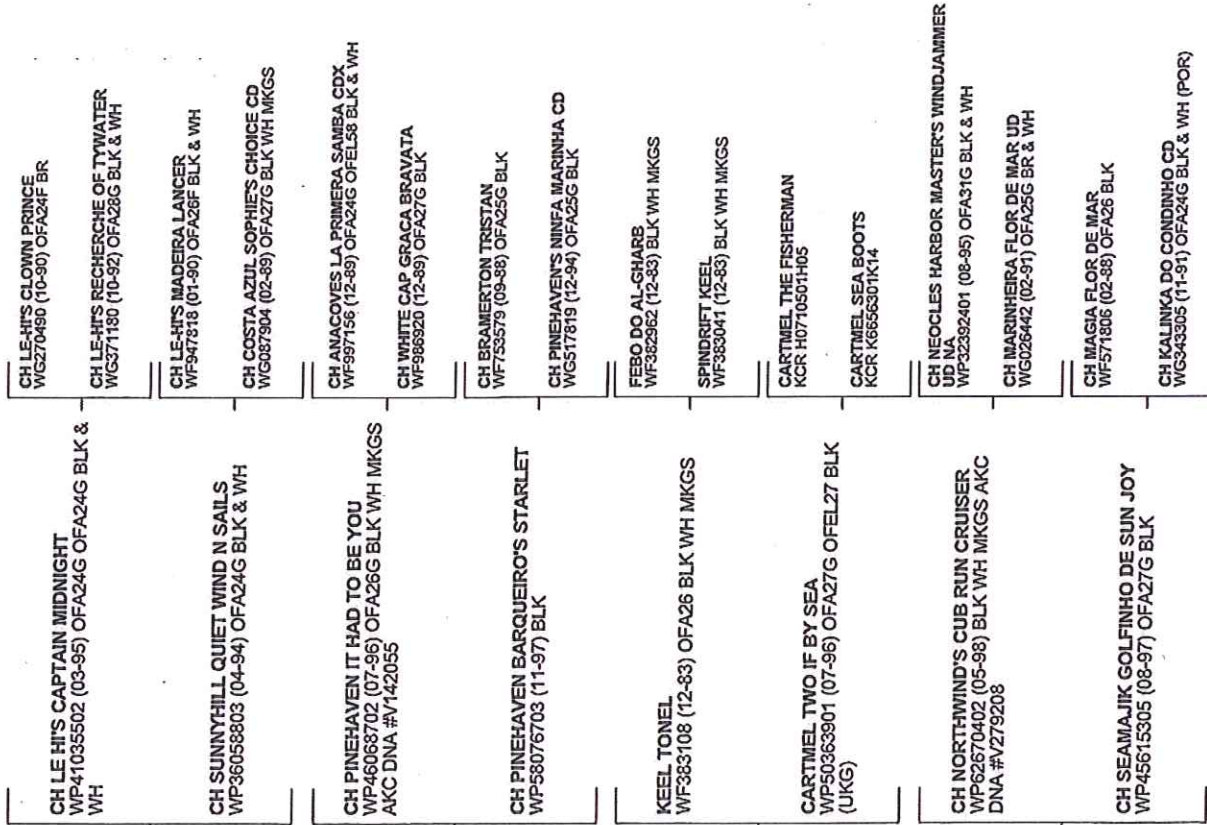 CH LE HI'S CAPTAIN MIDNIGHT
WP41035502 (03-95) OFA24G OFA24G BLK &
WH
CH SUNNYHILL QUIET WIND N SAILS
WP36058803 (04-94) OFA24G BLK & WH
CH PINEHAVEN IT HAD TO BE YOU
WP46068702 (07-96) OFA26G BLK WH MKGS
AKC DNA #V142055
CH PINEHAVEN BARQUEIRO'S STARLET
WP58076703 (11-97) BLK
KEEL TONEL
WF383108 (12-83) OFA26 BLK WH MKGS
CARTMEL TWO IF BY SEA
WP50363901 (07-96) OFA27G OFEL27 BLK
(UKG)
CH NORTHWIND'S CUB RUN CRUISER
WP62670402 (05-98) BLK WH MKGS AKC
DNA #V279208
CH SEAMAJIK GOLFINHO DE SUN JOY
WP45615305 (08-97) OFA27G BLK
CH LE-HI'S CLOWN PRINCE
WG270490 (10-90) OFA24F BR
CH LE-HI'S RECHERCHE OF TYWATER
WG371180 (10-92) OFA28G BLK & WH
CH LE-HI'S MADEIRA LANCER
WF947818 (01-90) OFA26F BLK & WH
CH COSTA AZUL SOPHIE'S CHOICE CD
WG087904 (02-89) OFA27G BLK WH MKGS
CH ANACOVES LA PRIMERA SAMBA CDX
WF997156 (12-89) OFA24G OFEL58 BLK & WH
CH WHITE CAP GRACA BRAVATA
WF986920 (12-89) OFA27G BLK
CH BRAMERTON TRISTAN
WF753579 (09-88) OFA25G BLK
CH PINEHAVEN'S NINFA MARINHA CD
WG517819 (12-94) OFA25G BLK
FEBO DO AL-GHARB
WF382962 (12-83) BLK WH MKGS
SPINDRIFT KEEL
WF383041 (12-83) BLK WH MKGS
CARTMEL THE FISHERMAN
KCR H0710501H05
CARTMEL SEA BOOTS
KCR K6656301K14
CH NEOCLES HARBOR MASTER'S WINDJAMMER
UD NA
WP32392401 (08-95) OFA31G BLK & WH
CH MARINHEIRA FLOR DE MAR UD
WG026442 (02-91) OFA25G BR & WH
CH MAGIA FLOR DE MAR
WF571806 (02-88) OFA26 BLK
CH KALINKA DO CONDINHO CD
WG343305 (11-91) OFA24G BLK & WH (POR)